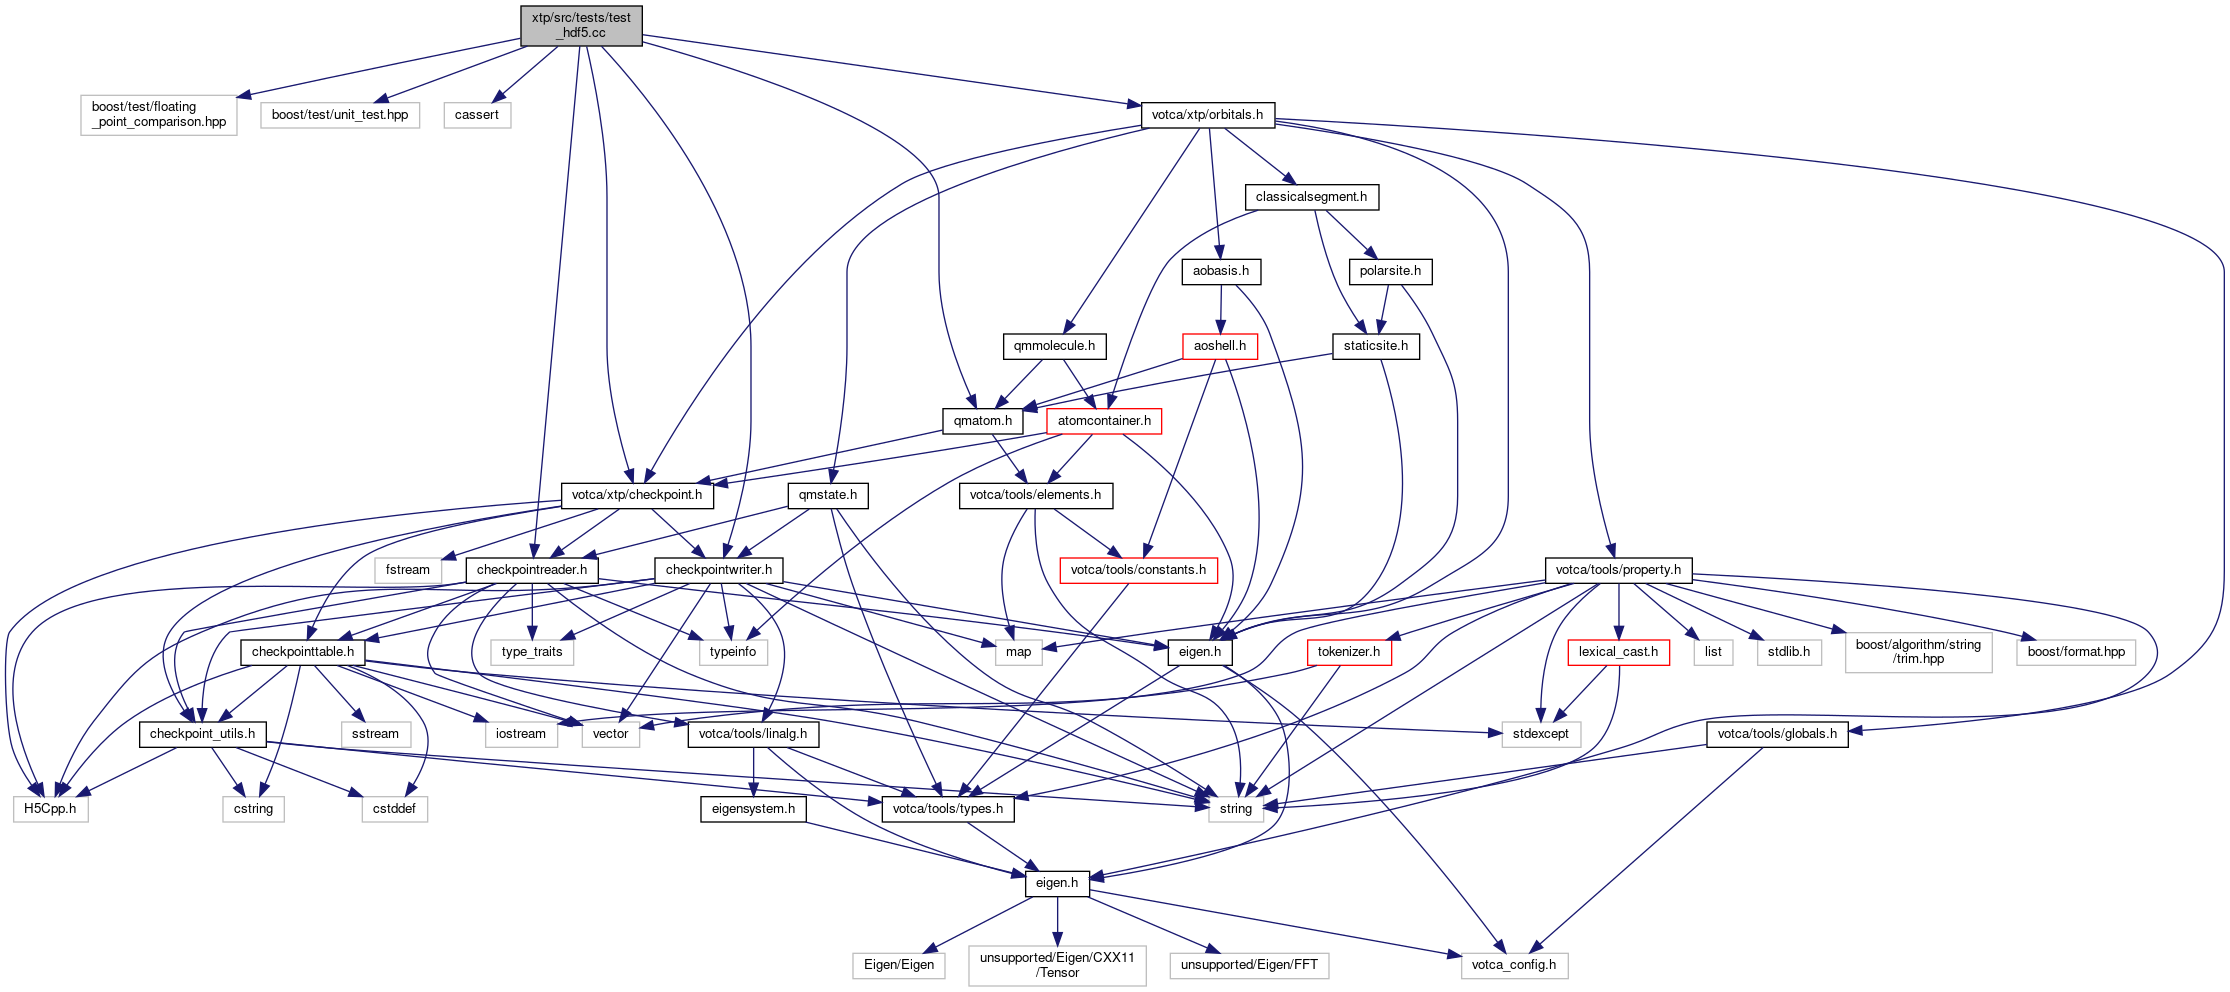 xtp/src/tests/test
_hdf5.cc
boost/test/floating
_point_comparison.hpp
boost/test/unit_test.hpp
cassert
votca/xtp/orbitals.h
classicalsegment.h
aobasis.h
polarsite.h
qmmolecule.h
aoshell.h
staticsite.h
qmatom.h
atomcontainer.h
votca/xtp/checkpoint.h
qmstate.h
votca/tools/elements.h
fstream
checkpointreader.h
checkpointwriter.h
votca/tools/constants.h
votca/tools/property.h
checkpointtable.h
type_traits
typeinfo
map
eigen.h
tokenizer.h
lexical_cast.h
list
stdlib.h
boost/algorithm/string
/trim.hpp
boost/format.hpp
checkpoint_utils.h
sstream
iostream
vector
votca/tools/linalg.h
stdexcept
votca/tools/globals.h
H5Cpp.h
cstring
cstddef
eigensystem.h
votca/tools/types.h
string
eigen.h
Eigen/Eigen
unsupported/Eigen/CXX11
/Tensor
unsupported/Eigen/FFT
votca_config.h